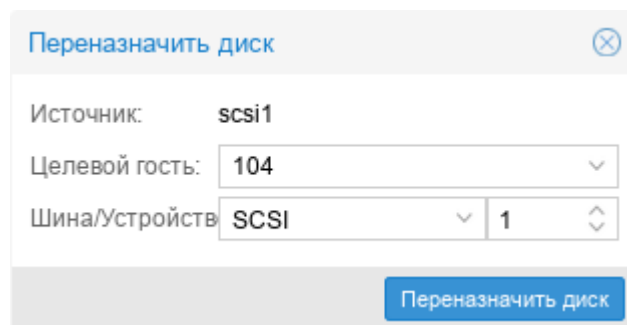 Переназначить диск
Источник: scsi1
Целевой гость: 104
Шина/Устройств SCSI 1
Переназначить диск